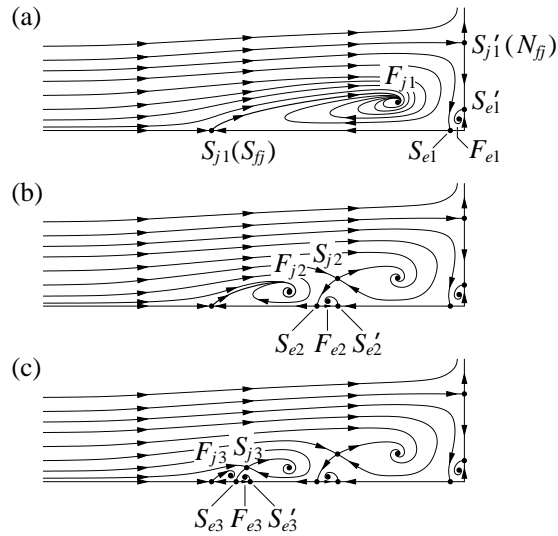 (a)
S′j1(Nfj)
Fj1
S′e1
Sj1(Sfj) Se1 Fe1
(b)
Fj2 Sj2
Se2 Fe2 S′e2
(c)
Fj3 Sj3
Se3 Fe3 S′e3